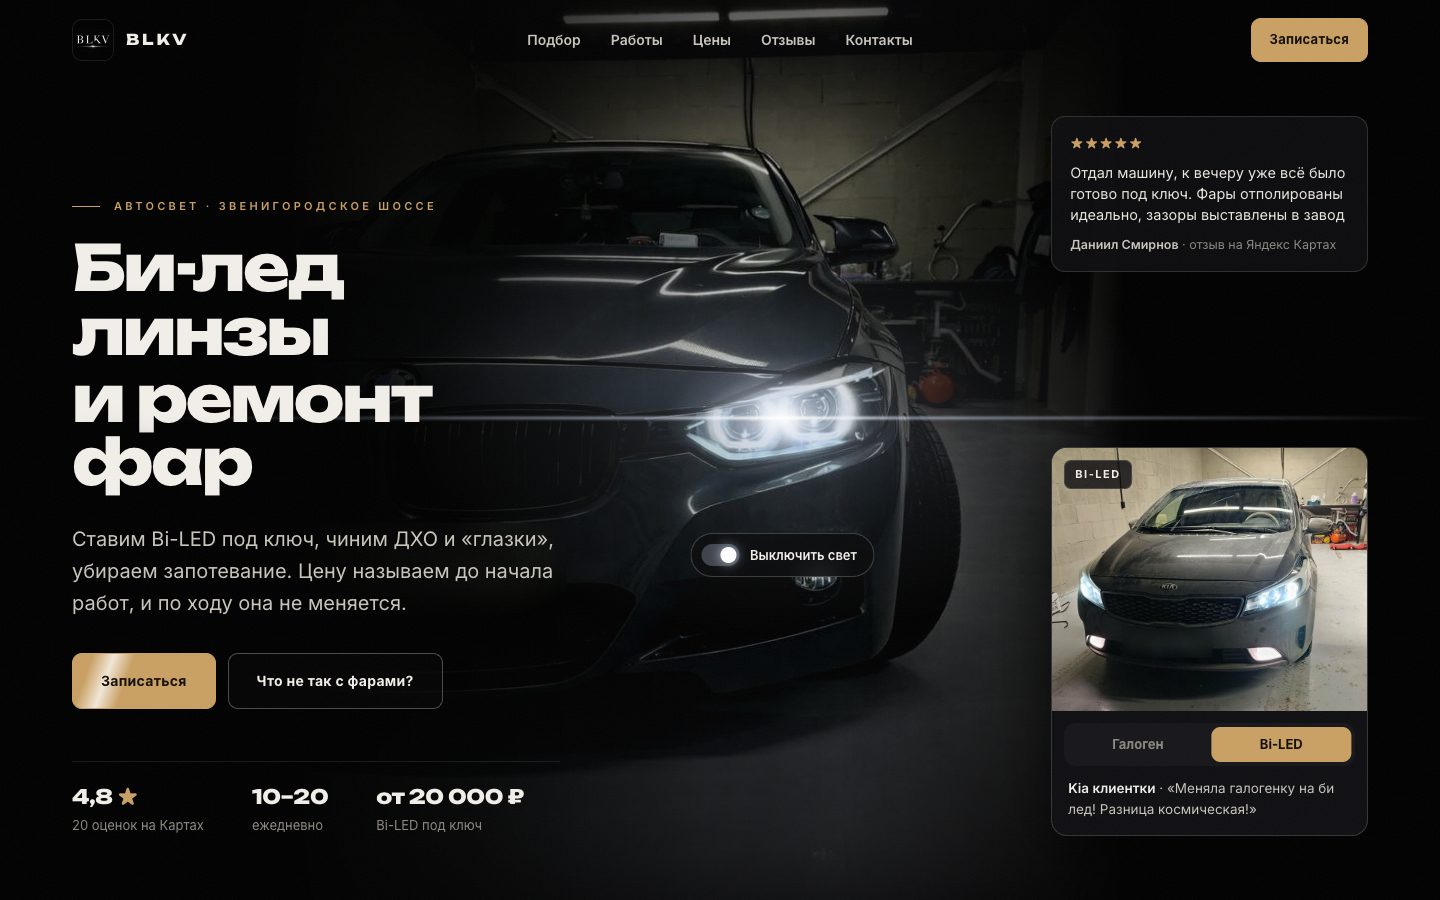 BLKV
BLKV
Подбор
Работы
Цены
Отзывы
Контакты
Записаться
АВТОСВЕТ · ЗВЕНИГОРОДСКОЕ ШОССЕ
Би-лед
линзы
и ремонт
фар
Ставим Bi-LED под ключ, чиним ДХО и «глазки»,
убираем запотевание. Цену называем до начала
работ, и по ходу она не меняется.
Записаться
Что не так с фарами?
4,8
20 оценок на Картах
10–20
ежедневно
от 20 000 ₽
Bi-LED под ключ
Выключить свет
Отдал машину, к вечеру уже всё было
готово под ключ. Фары отполированы
идеально, зазоры выставлены в завод
Даниил Смирнов · отзыв на Яндекс Картах
BI-LED
KIA
Галоген
Bi-LED
Kia клиентки · «Меняла галогенку на би
лед! Разница космическая!»